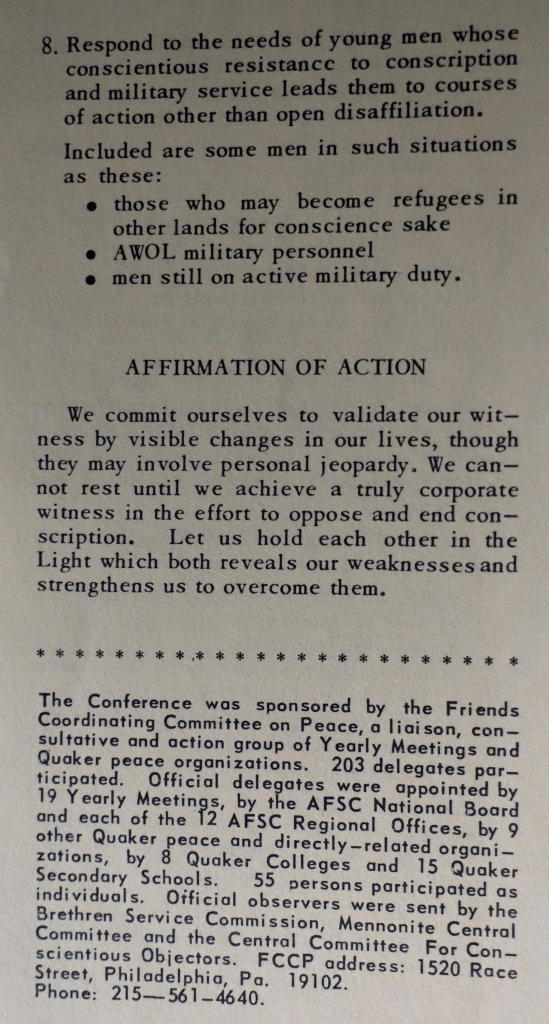 8. Respond to the needs of young men whose
conscientious resistance to conscription
and military service leads them to courses
of action other than open disaffiliation.
Included are some men in such situations
as these:
• those who may become refugees in
other lands for conscience sake
• AWOL military personnel
• men still on active military duty.
AFFIRMATION OF ACTION
We commit ourselves to validate our wit-
ness by visible changes in our lives, though
they may involve personal jeopardy. We can-
not rest until we achieve a truly corporate
witness in the effort to oppose and end con-
scription. Let us hold each other in the
Light which both reveals our weaknesses and
strengthens us to overcome them.
* * * * * * * * * * * * * * * * * * * * * * * *
The Conference was sponsored by the Friends
Coordinating Committee on Peace, a liaison, con-
sultative and action group of Yearly Meetings and
Quaker peace organizations. 203 delegates par-
ticipated. Official delegates were appointed by
19 Yearly Meetings, by the AFSC National Board
and each of the 12 AFSC Regional Offices, by 9
other Quaker peace and directly-related organi-
zations, by 8 Quaker Colleges and 15 Quaker
Secondary Schools. 55 persons participated as
individuals. Official observers were sent by the
Brethren Service Commission, Mennonite Central
Committee and the Central Committee For Con-
scientious Objectors. FCCP address: 1520 Race
Street, Philadelphia, Pa. 19102.
Phone: 215-561-4640.